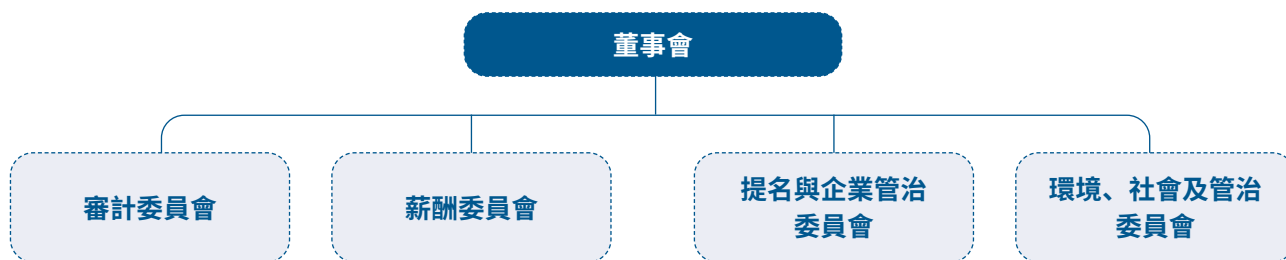 董事會
審計委員會
薪酬委員會
提名與企業管治
委員會
環境、社會及管治
委員會